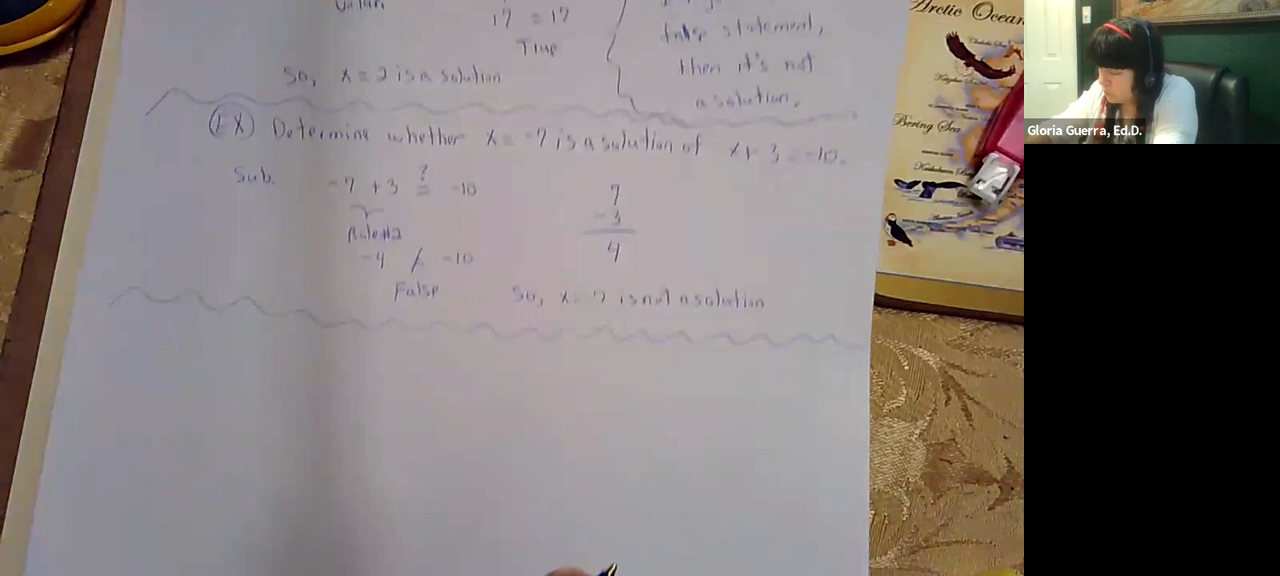 17 = 17
True
false statement,
then it's not
a solution.
So, x = 2 is a solution
Ex) Determine whether x = -7 is a solution of x + 3 = -10.
Sub.
-7 + 3 ?= -10
Rule #2
-4 ≠ -10
False
7
-3
4
So, x = -7 is not a solution
Arctic Ocean
Bering Sea
Gloria Guerra, Ed.D.